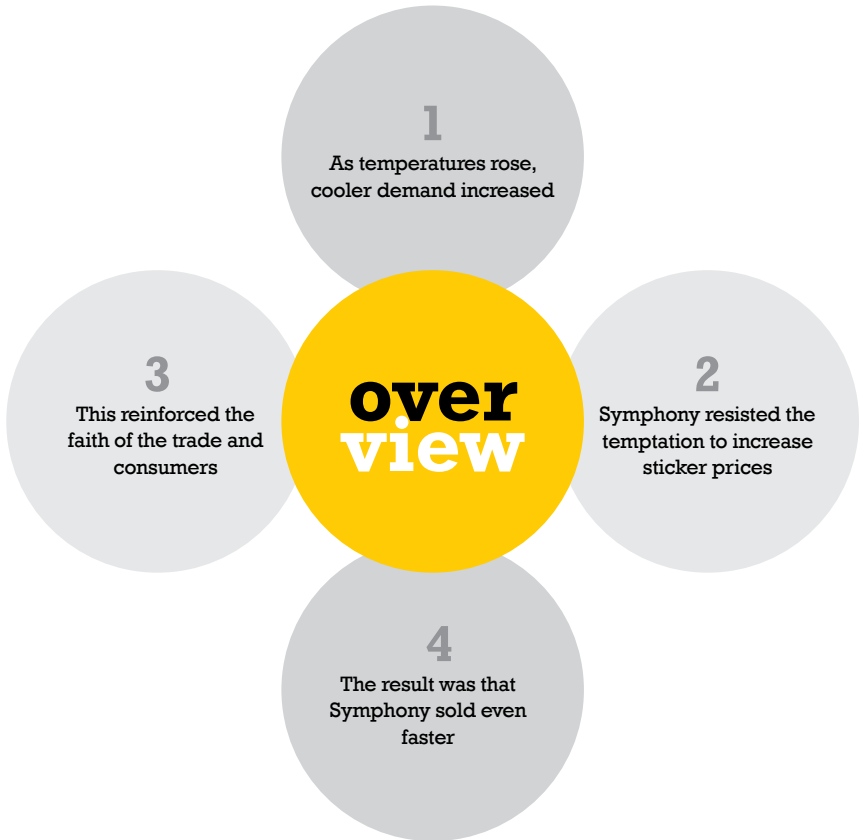 1
As temperatures rose,
cooler demand increased
over
view
2
Symphony resisted the
temptation to increase
sticker prices
3
This reinforced the
faith of the trade and
consumers
4
The result was that
Symphony sold even
faster